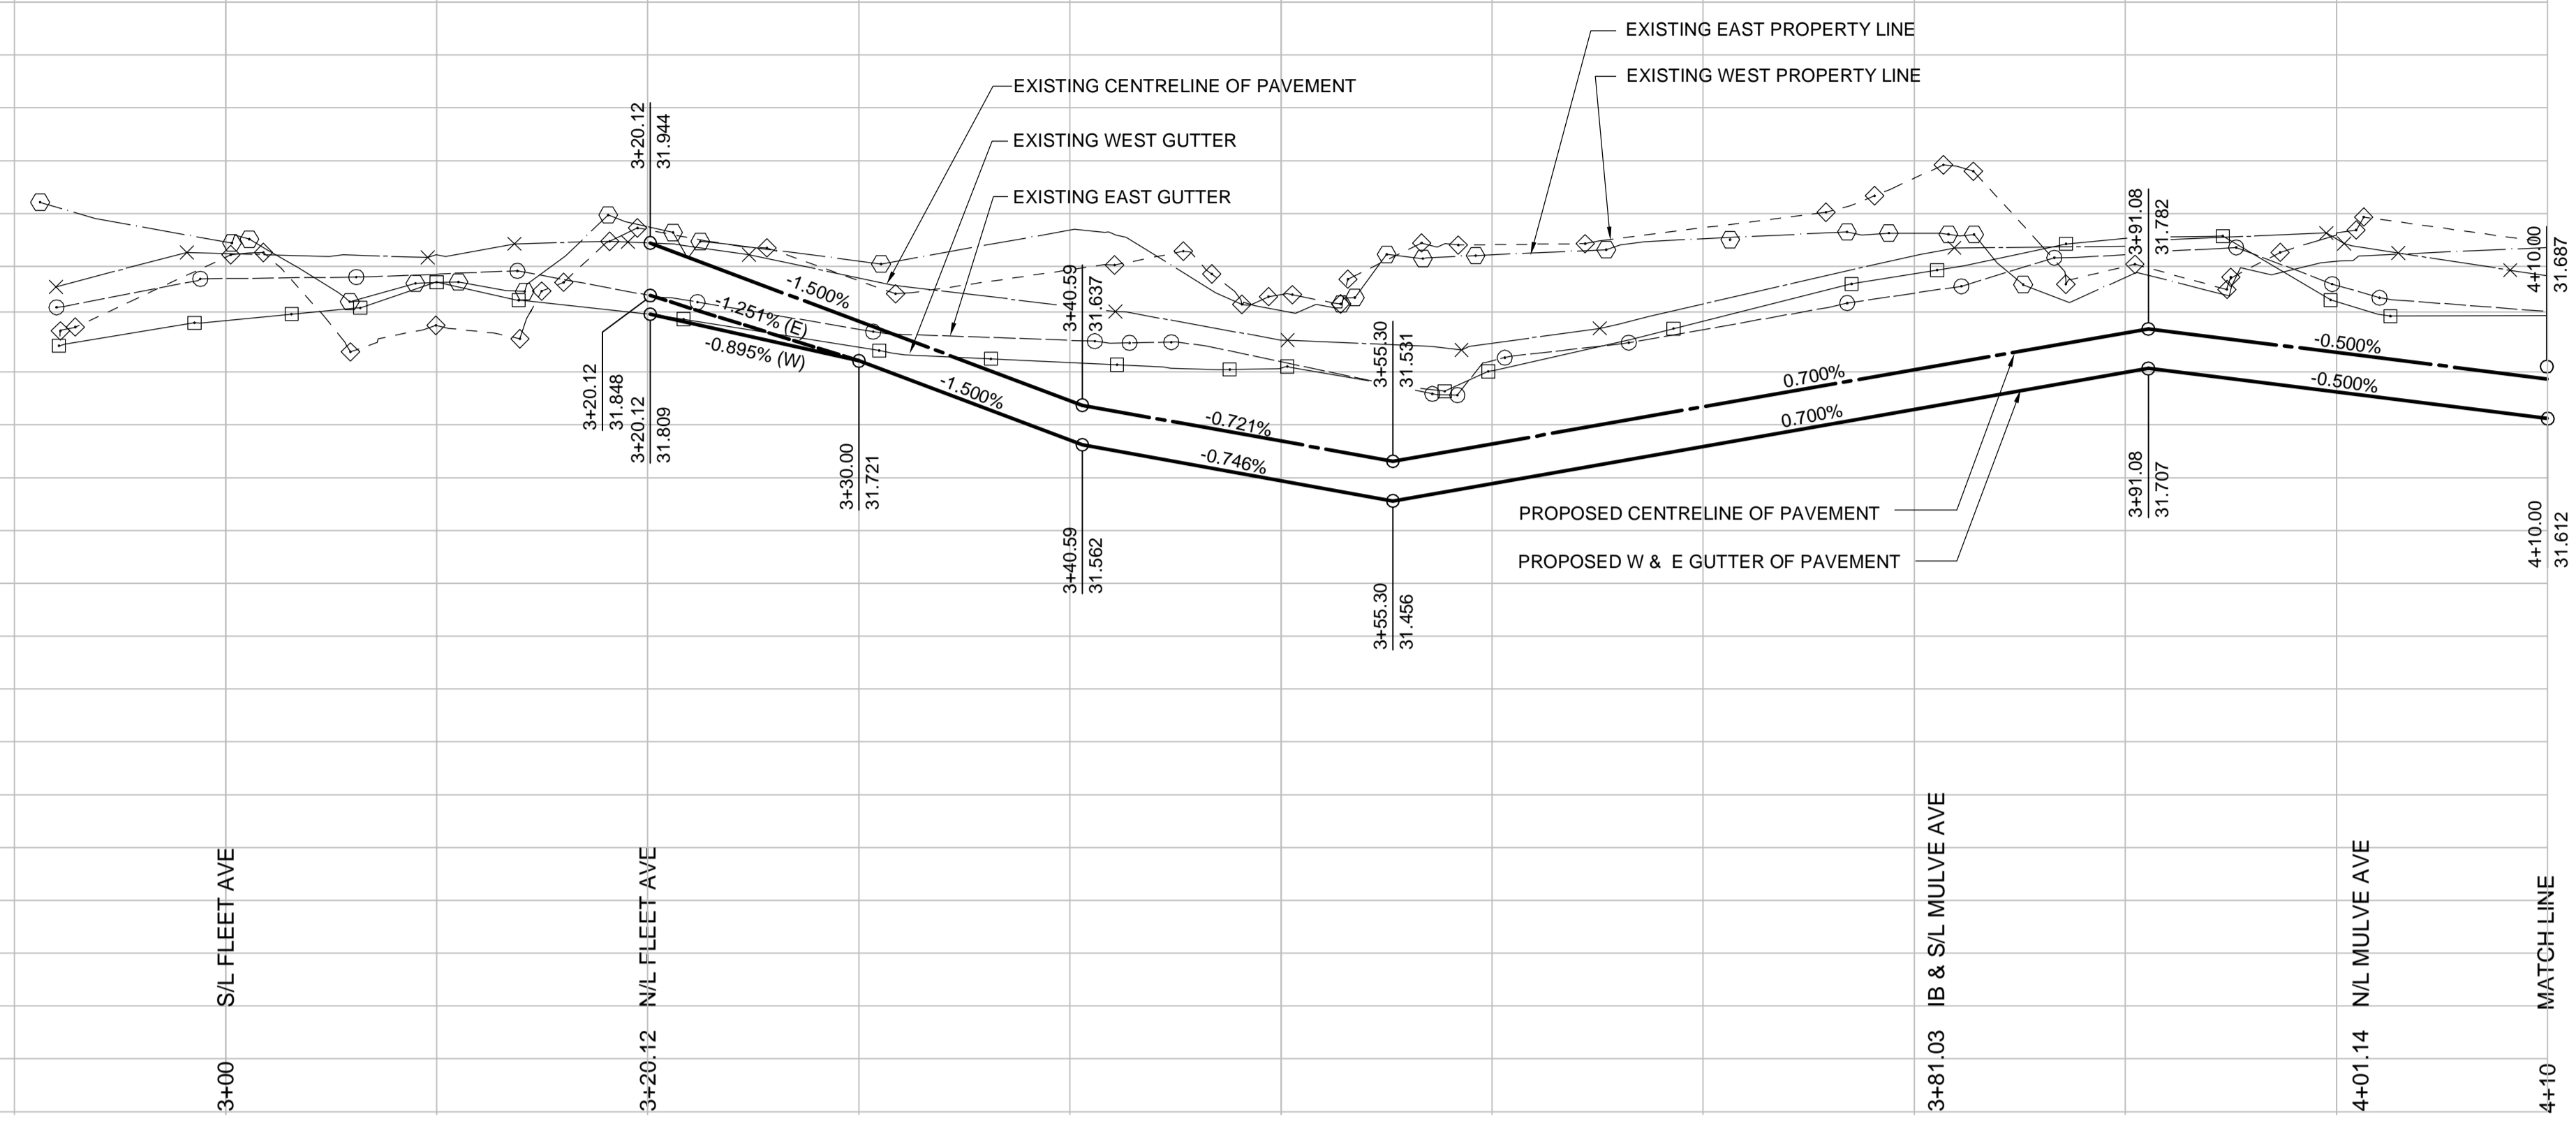 EXISTING EAST PROPERTY LINE
EXISTING WEST PROPERTY LINE
EXISTING CENTRELINE OF PAVEMENT
EXISTING WEST GUTTER
EXISTING EAST GUTTER
3+20.12
31.944
-1.500%
-1.251% (E)
-0.895% (W)
3+20.12
31.848
3+20.12
31.809
3+30.00
31.721
-1.500%
3+40.59
31.637
3+40.59
31.562
-0.721%
-0.746%
3+55.30
31.531
3+55.30
31.456
0.700%
0.700%
PROPOSED CENTRELINE OF PAVEMENT
PROPOSED W & E GUTTER OF PAVEMENT
3+91.08
31.782
3+91.08
31.707
-0.500%
-0.500%
4+10.00
31.687
4+10.00
31.612
3+00 S/L FLEET AVE
3+20.12 N/L FLEET AVE
3+81.03 IB & S/L MULVE AVE
4+01.14 N/L MULVE AVE
4+10 MATCH LINE